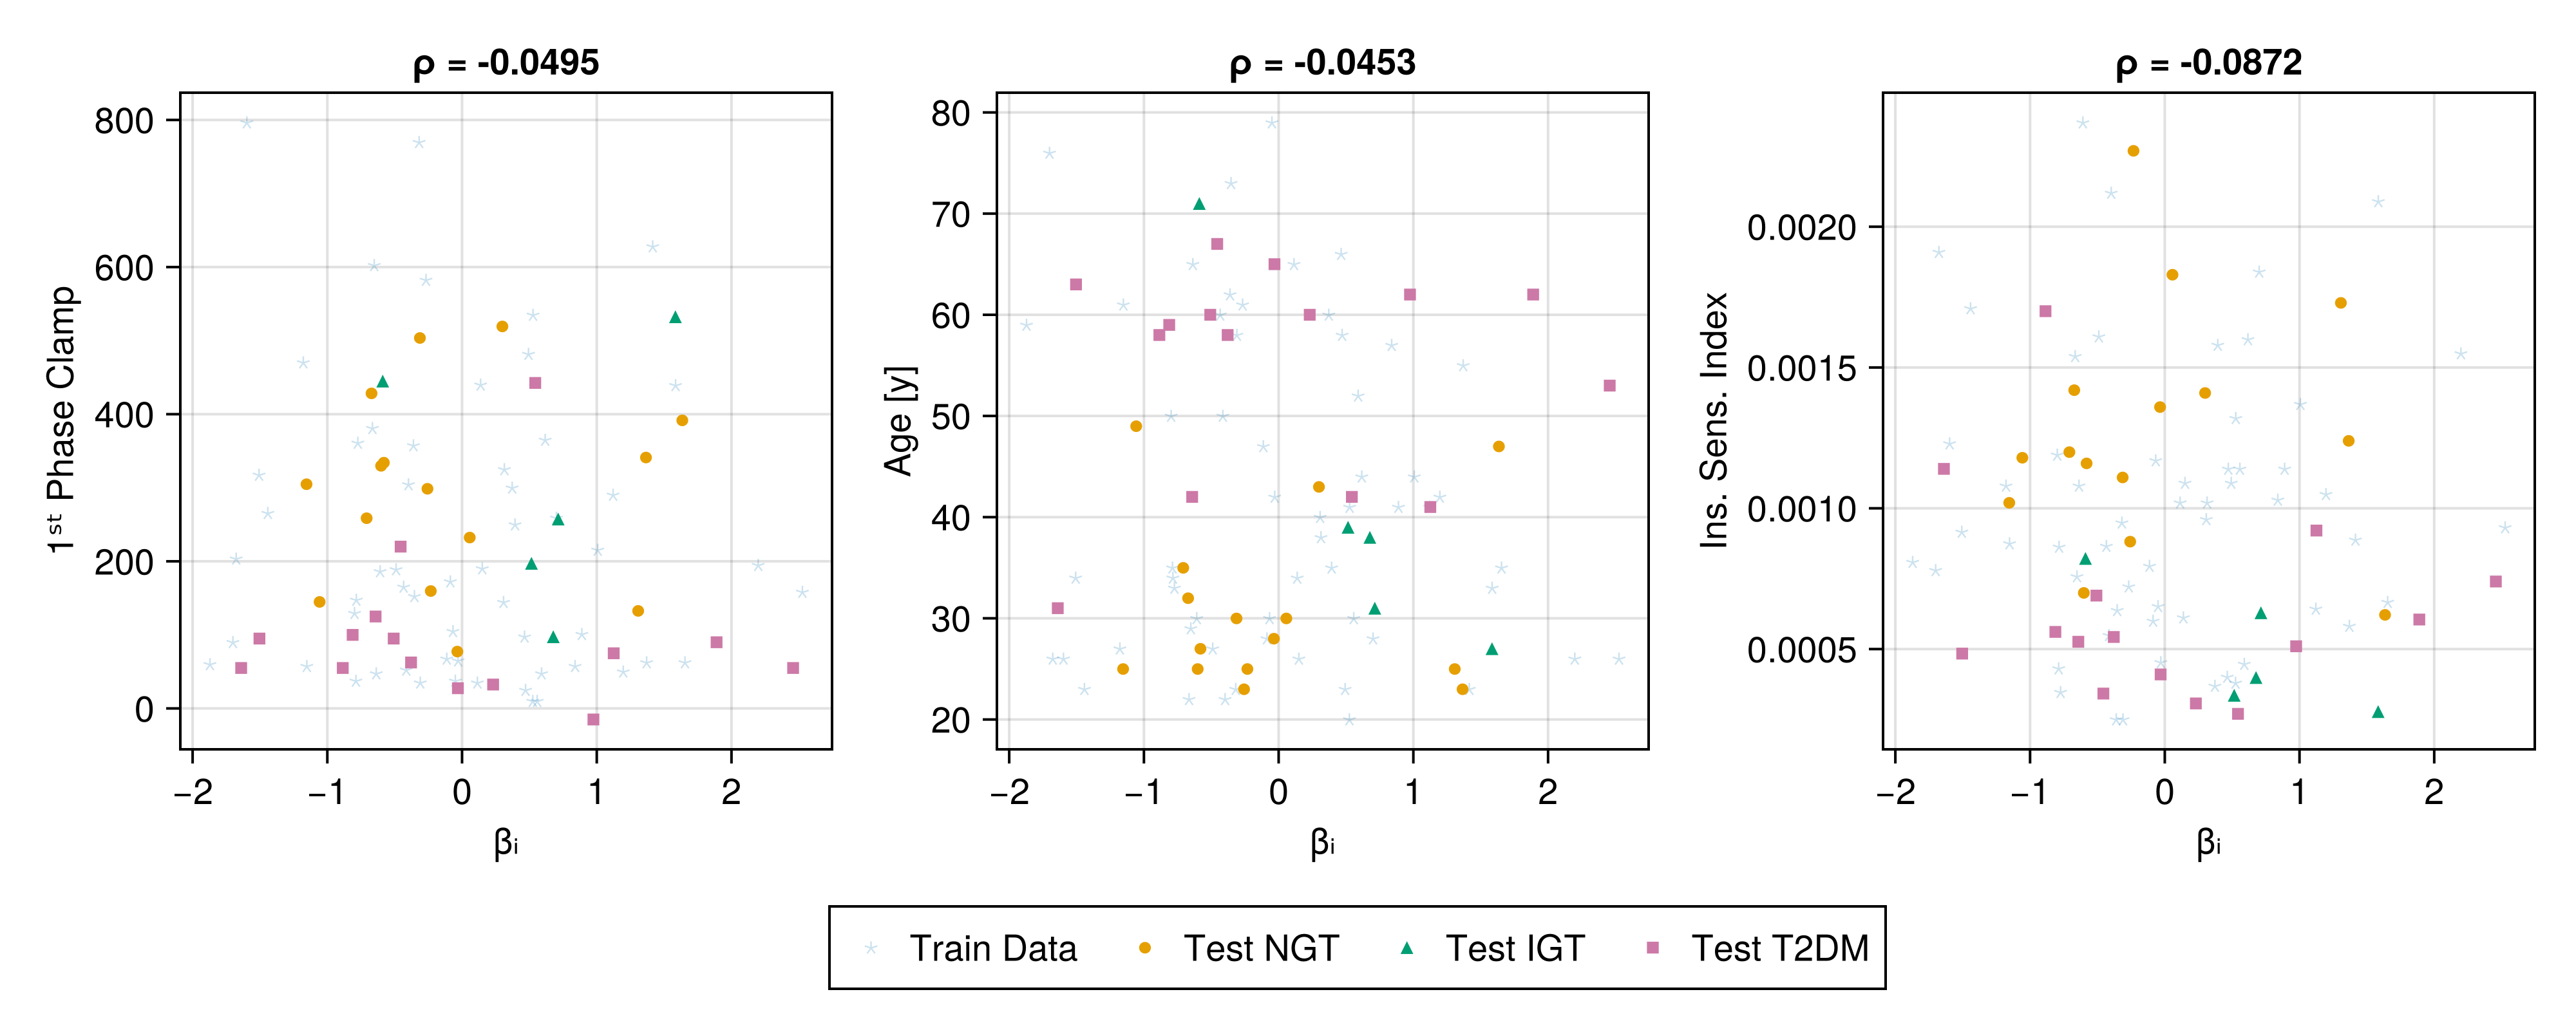 ρ = -0.0495
ρ = -0.0453
ρ = -0.0872
1ˢᵗ Phase Clamp
800
600
400
200
0
−2 −1 0 1 2
βᵢ
Age [y]
80
70
60
50
40
30
20
−2 −1 0 1 2
βᵢ
Ins. Sens. Index
0.0020
0.0015
0.0010
0.0005
−2 −1 0 1 2
βᵢ
Train Data Test NGT Test IGT Test T2DM